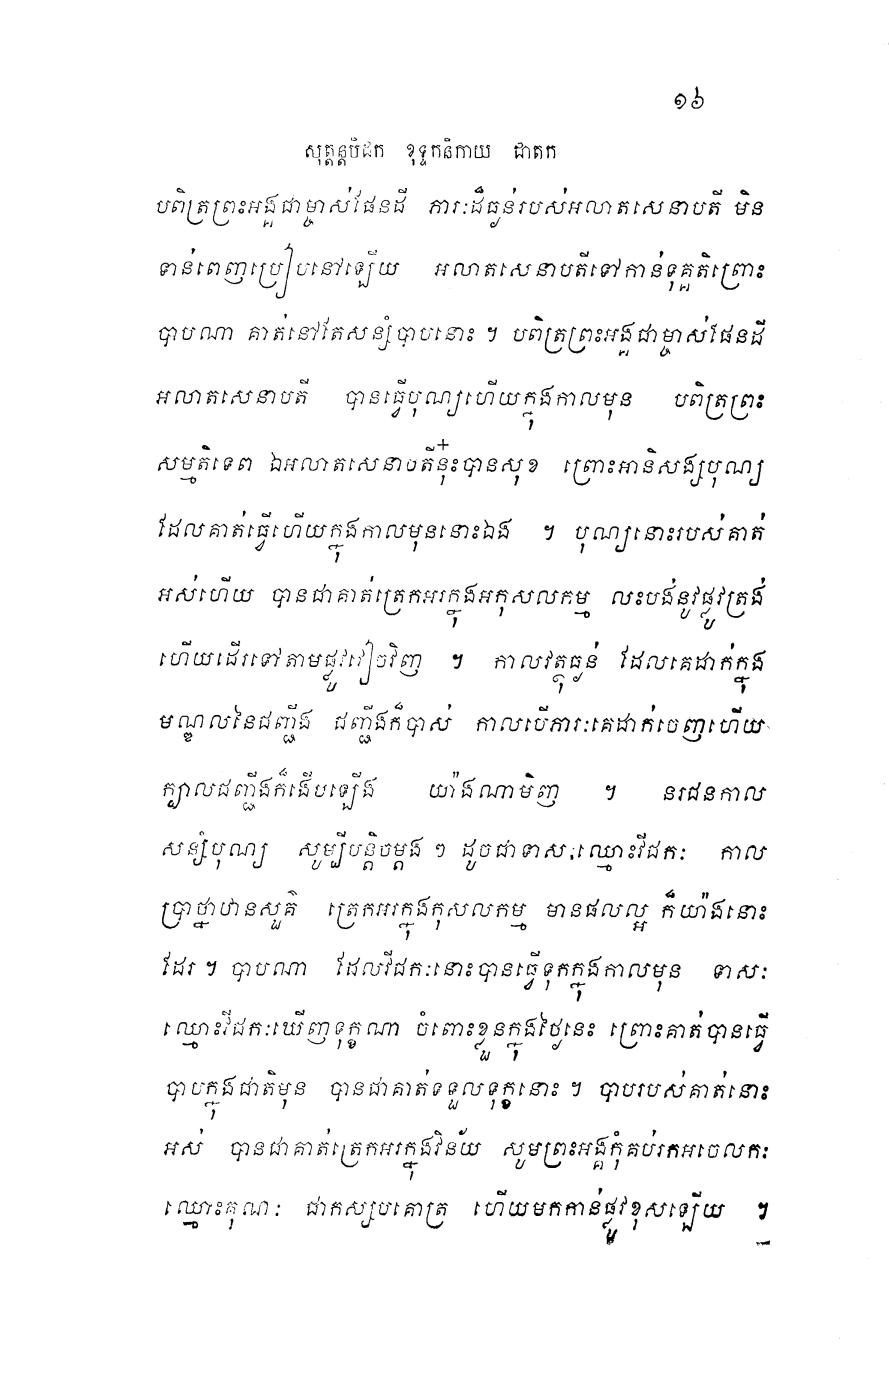 ១៦
សុត្តន្តបិដក ខុទ្ទកនិកាយ ជាតក
បពិត្រព្រះអង្គជាម្ចាស់ផែនដី ភារៈដ៏ធ្ងន់របស់អលាតសេនាបតី មិន
ទាន់ពេញប្រៀបនៅឡើយ អលាតសេនាបតីទៅកាន់ទុគ្គតិព្រោះ
បាបណា គាត់នៅតែសន្សំបាបនោះ ។ បពិត្រព្រះអង្គជាម្ចាស់ផែនដី
អលាតសេនាបតី បានធ្វើបុណ្យហើយក្នុងកាលមុន បពិត្រព្រះ
សម្មតិទេព ឯអលាតសេនាបតីនុ៎ះបានសុខ ព្រោះអានិសង្សបុណ្យ
ដែលគាត់ធ្វើហើយក្នុងកាលមុននោះឯង ។ បុណ្យនោះរបស់គាត់
អស់ហើយ បានជាគាត់ត្រេកអរក្នុងអកុសលកម្ម លះបង់នូវផ្លូវត្រង់
ហើយដើរទៅតាមផ្លូវវៀចវិញ ។ កាលវត្ថុធ្ងន់ ដែលគេដាក់ក្នុង
មណ្ឌលនៃជញ្ជីង ជញ្ជីងក៏បាស់ កាលបើភារៈគេដាក់ចេញហើយ
ក្បាលជញ្ជីងក៏ងើបឡើង យ៉ាងណាមិញ ។ នរជនកាល
សន្សំបុណ្យ សូម្បីបន្តិចម្តង ៗ ដូចជាទាសៈឈ្មោះវីជកៈ កាល
ប្រាថ្នាឋានសួគ៌ ត្រេកអរក្នុងកុសលកម្ម មានផលល្អ ក៏យ៉ាងនោះ
ដែរ ។ បាបណា ដែលវីជកៈនោះបានធ្វើទុកក្នុងកាលមុន ទាសៈ
ឈ្មោះវីជកៈឃើញទុក្ខណា ចំពោះខ្លួនក្នុងថ្ងៃនេះ ព្រោះគាត់បានធ្វើ
បាបក្នុងជាតិមុន បានជាគាត់ទទួលទុក្ខនោះ ។ បាបរបស់គាត់នោះ
អស់ បានជាគាត់ត្រេកអរក្នុងវិន័យ សូមព្រះអង្គកុំគប់រកអចេលកៈ
ឈ្មោះគុណៈ ជាកស្សបគោត្រ ហើយមកកាន់ផ្លូវខុសឡើយ ។